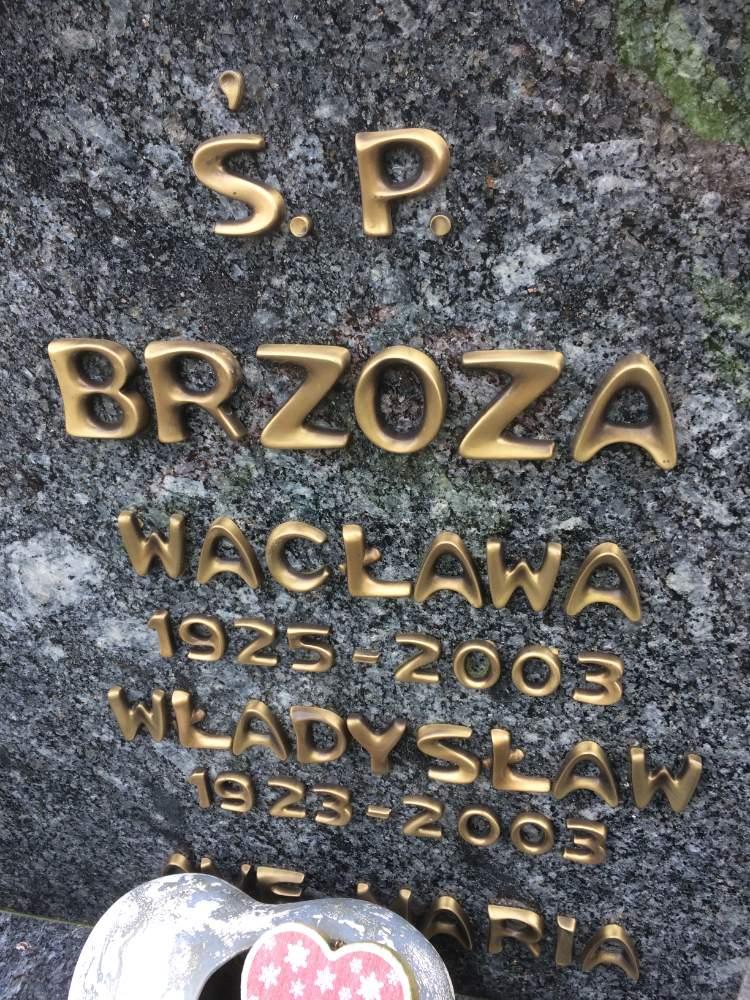 Ś. P.
BRZOZA
WACŁAWA
1925-2003
WŁADYSŁAW
1923-2003
MARIA